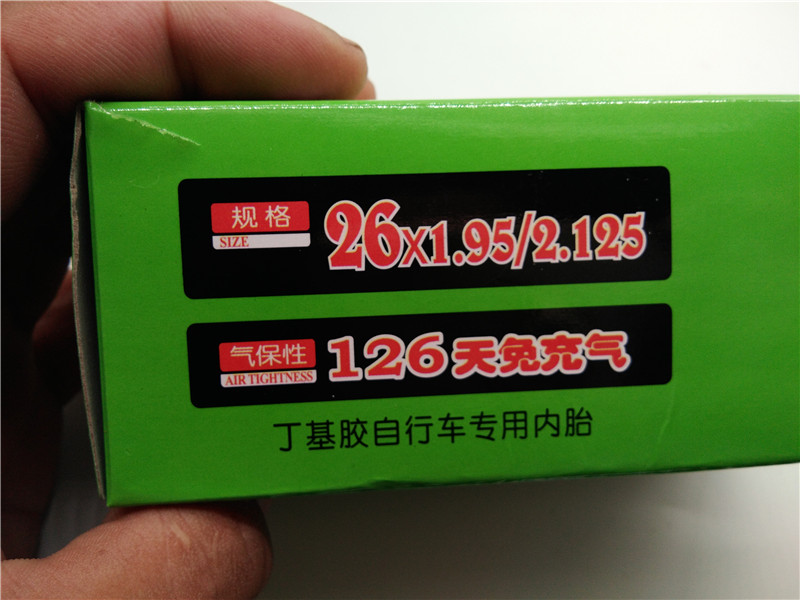 规格
SIZE
26X1.95/2.125
气保性
AIR TIGHTNESS
126天免充气
丁基胶自行车专用内胎